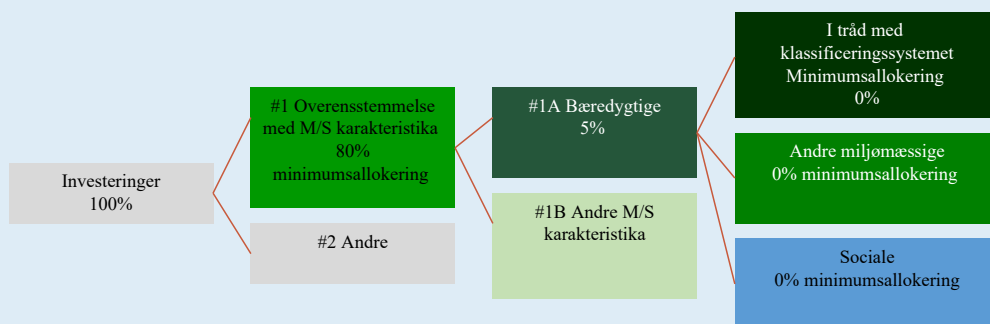 Investeringer
100%
#1 Overensstemmelse
med M/S karakteristika
80%
minimumsallokering
#2 Andre
#1A Bæredygtige
5%
#1B Andre M/S
karakteristika
I tråd med
klassificeringssystemet
Minimumsallokering
0%
Andre miljømæssige
0% minimumsallokering
Sociale
0% minimumsallokering